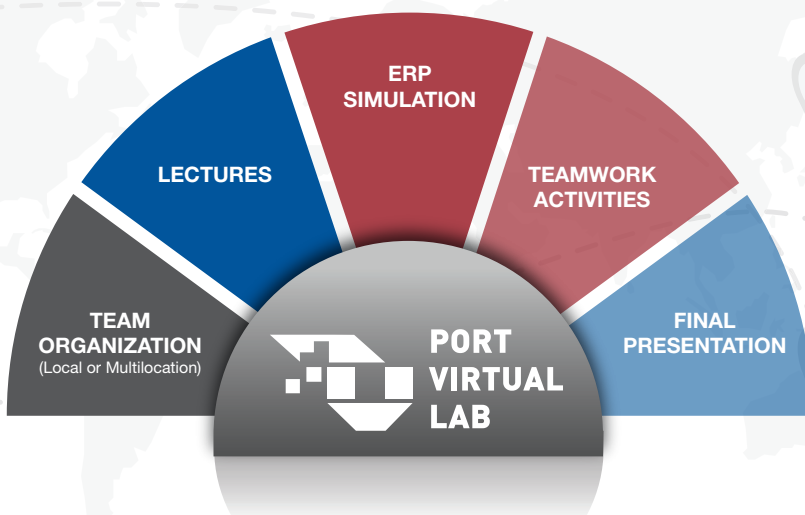 TEAM
ORGANIZATION
(Local or Multilocation)
LECTURES
ERP
SIMULATION
TEAMWORK
ACTIVITIES
FINAL
PRESENTATION
PORT
VIRTUAL
LAB